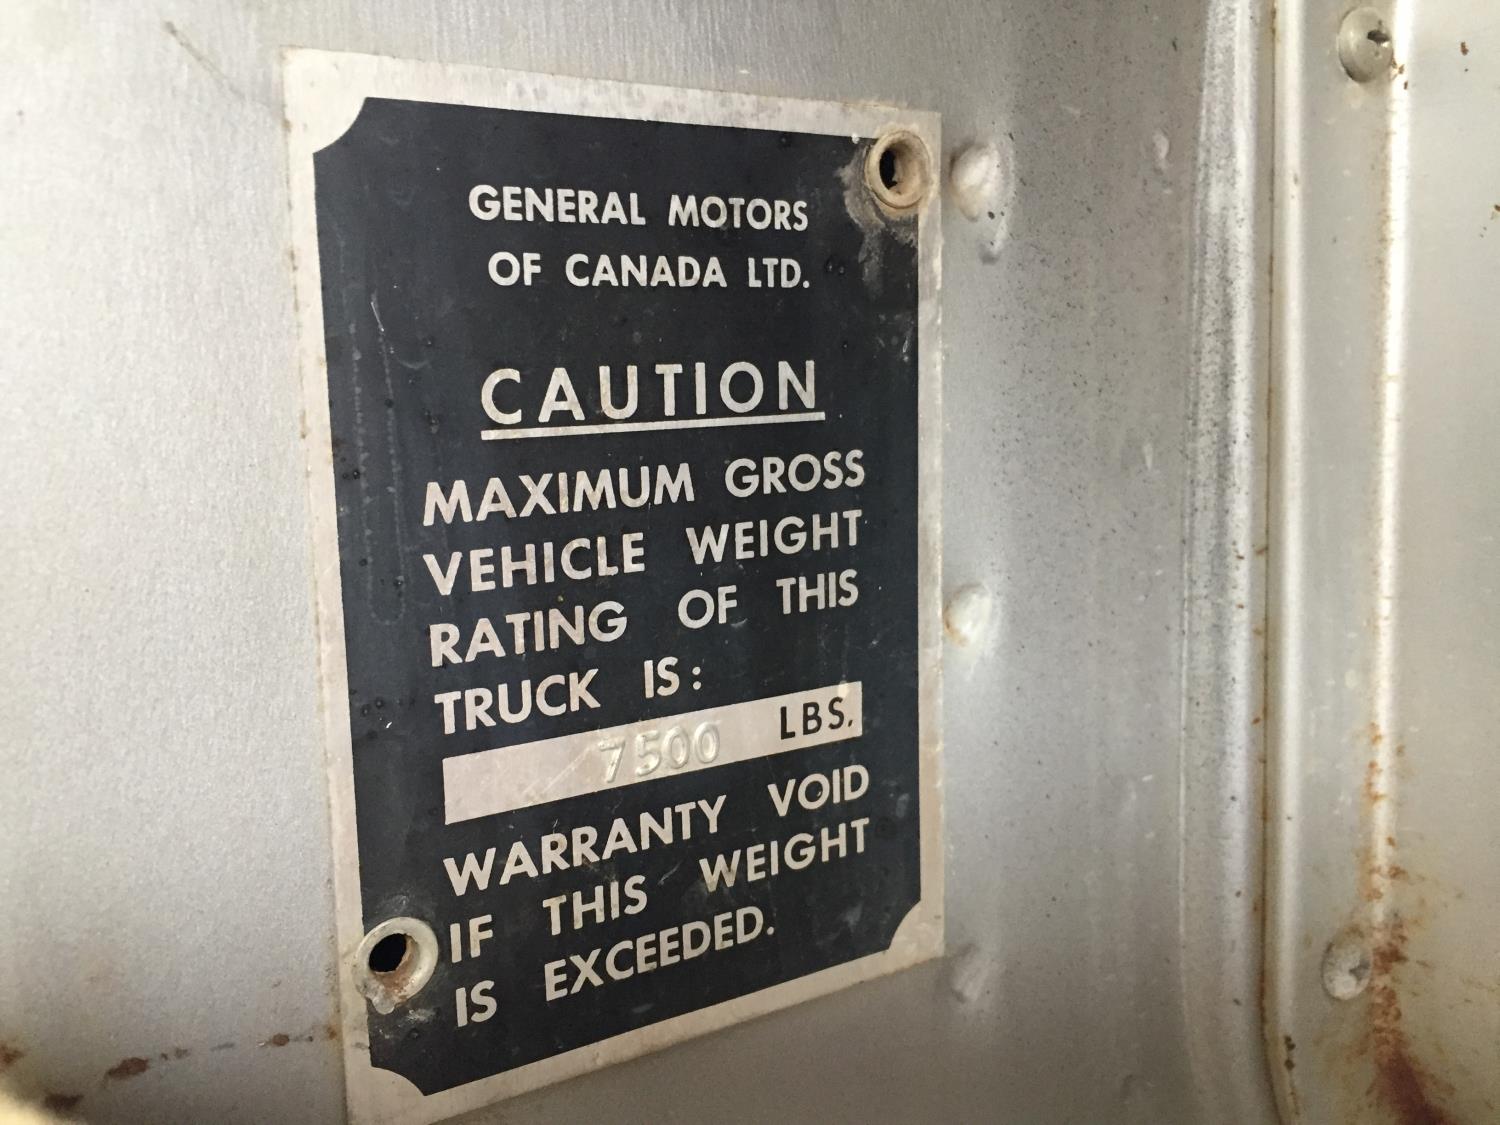 GENERAL MOTORS
OF CANADA LTD.
CAUTION
MAXIMUM GROSS
VEHICLE WEIGHT
RATING OF THIS
TRUCK IS:
7500 LBS.
WARRANTY VOID
IF THIS WEIGHT
IS EXCEEDED.